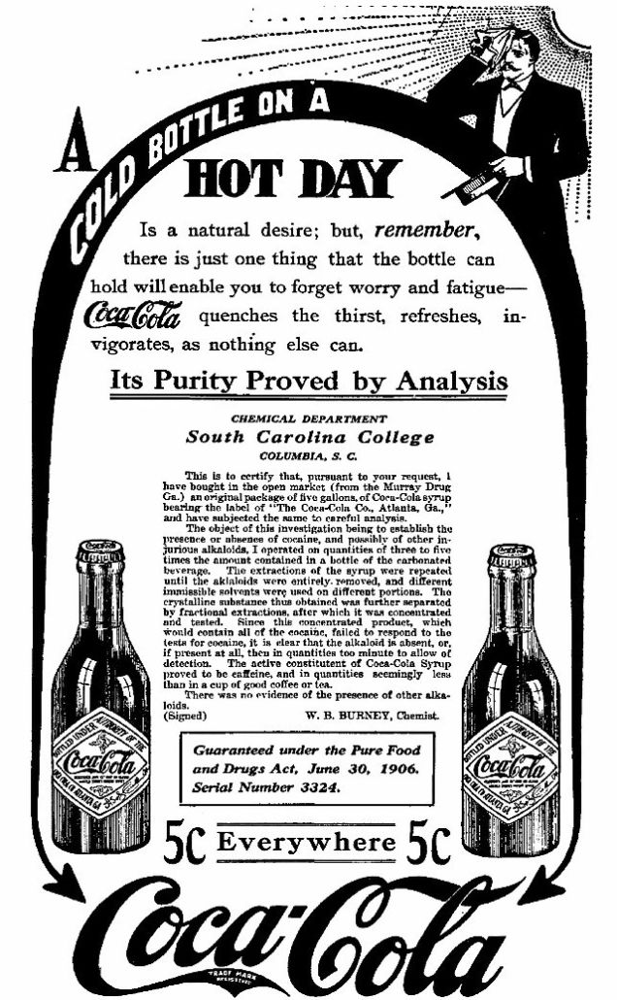 A COLD BOTTLE ON A
HOT DAY
Is a natural desire; but, remember,
there is just one thing that the bottle can
hold will enable you to forget worry and fatigue—
Coca-Cola quenches the thirst, refreshes, in-
vigorates, as nothing else can.
Its Purity Proved by Analysis
CHEMICAL DEPARTMENT
South Carolina College
COLUMBIA, S. C.
This is to certify that, pursuant to your request, I
have bought in the open market (from the Murray Drug
Ga.) an original package of five gallons, of Coca-Cola syrup
bearing the label of "The Coca-Cola Co., Atlanta, Ga.,"
and have subjected the same to careful analysis.
The object of this investigation being to establish the
presence or absence of cocaine, and possibly of other in-
jurious alkaloids, I operated on quantities of three to five
times the amount contained in a bottle of the carbonated
beverage. The extractions of the syrup were repeated
until the aklaloids were entirely removed, and different
immissible solvents were used on different portions. The
crystalline substance thus obtained was further separated
by fractional extractions, after which it was concentrated
and tested. Since this concentrated product, which
would contain all of the cocaine, failed to respond to the
tests for cocaine, it is clear that the alkaloid is absent, or,
if present at all, then in quantities too minute to allow of
detection. The active constitutent of Coca-Cola Syrup
proved to be caffeine, and in quantities seemingly less
than in a cup of good coffee or tea.
There was no evidence of the presence of other alka-
loids.
(Signed) W. B. BURNEY, Chemist.
BOTTLED UNDER AUTHORITY OF THE
Coca-Cola
BOTTLED UNDER AUTHORITY OF THE
Coca-Cola
Guaranteed under the Pure Food
and Drugs Act, June 30, 1906.
Serial Number 3324.
5c Everywhere 5c
Coca-Cola
TRADE MARK
REGISTERED